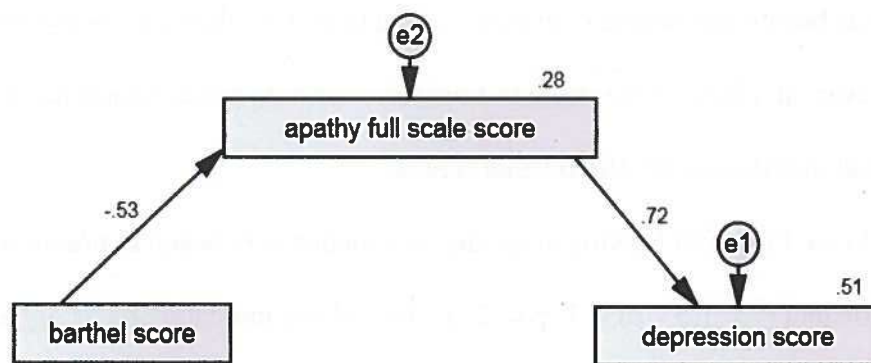 e2
.28
apathy full scale score
-.53
.72
e1
.51
barthel score
depression score